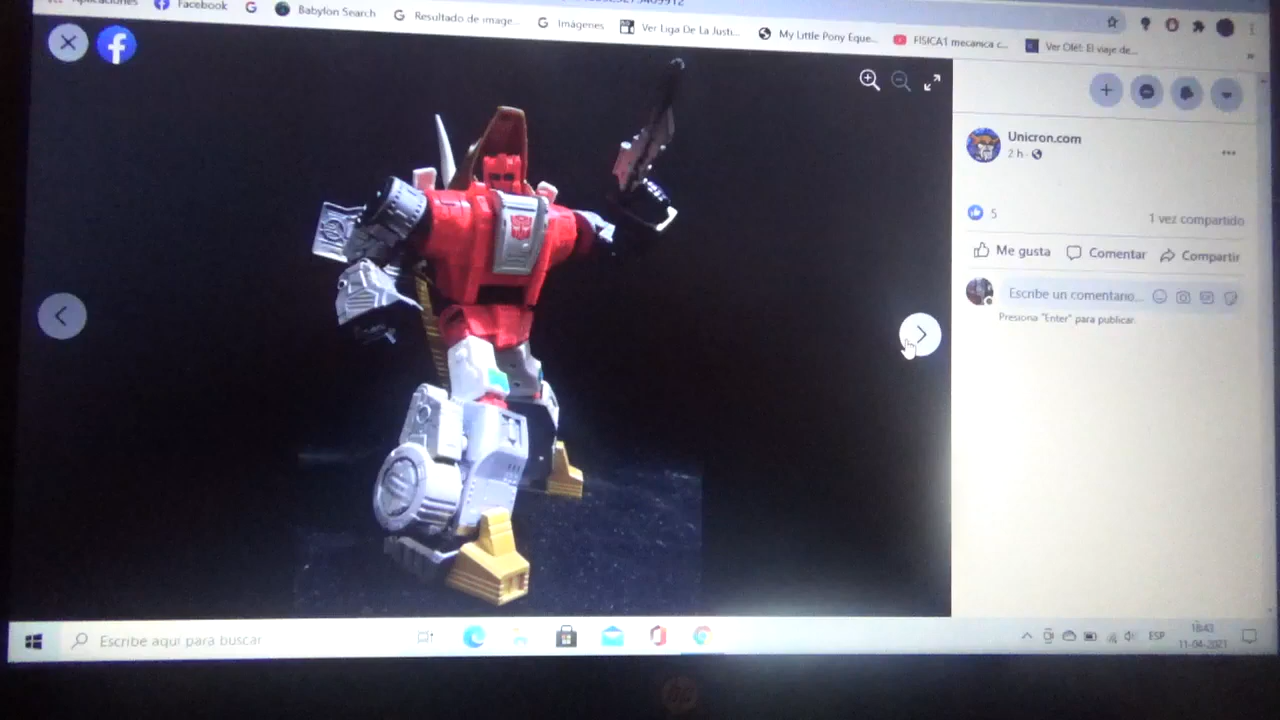 Aplicaciones
Facebook
Babylon Search
Resultado de image...
Imágenes
Ver Liga De La Justi...
My Little Pony Eque...
FISICA1 mecanica c...
Ver Olé!: El viaje de...
Unicron.com
2 h
5
1 vez compartido
Me gusta
Comentar
Compartir
Escribe un comentario...
Presiona "Enter" para publicar.
Escribe aquí para buscar
ESP
18:43
11-04-2021
hp